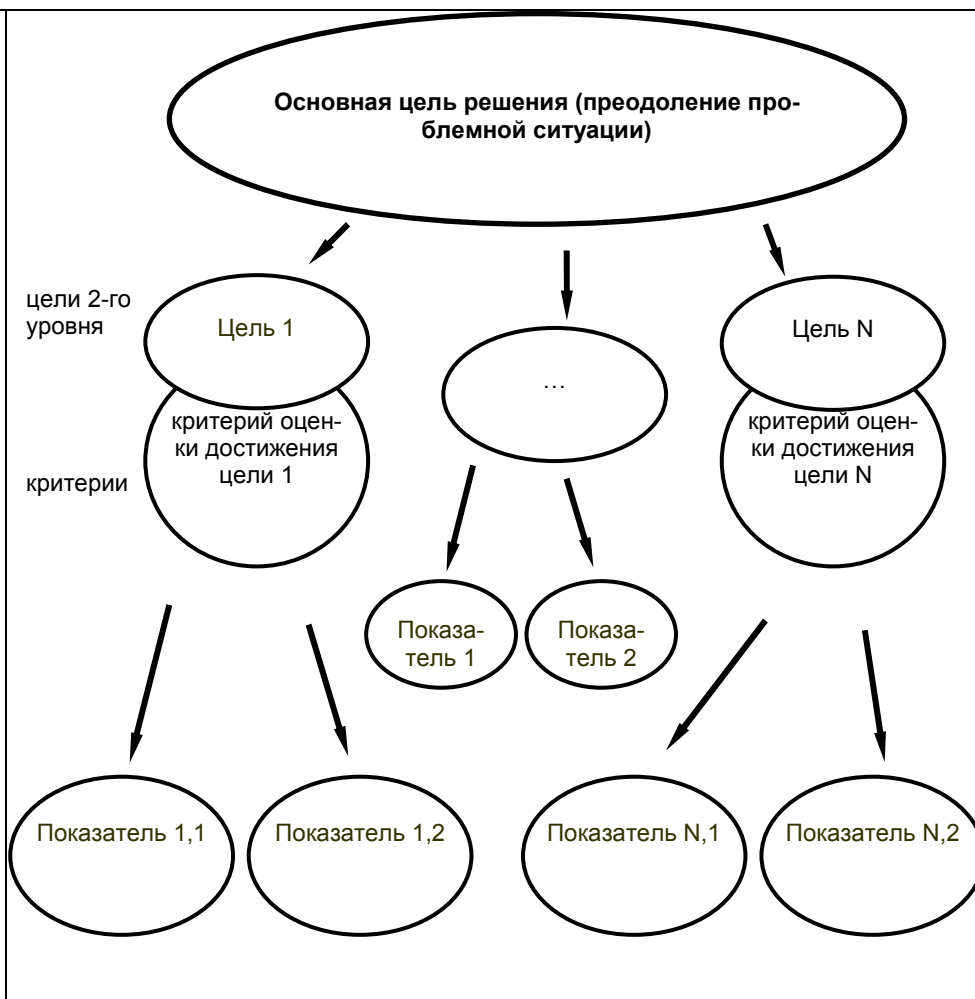 Основная цель решения (преодоление про-
блемной ситуации)
цели 2-го
уровня
Цель 1
…
Цель N
критерии
критерий оцен-
ки достижения
цели 1
критерий оцен-
ки достижения
цели N
Показа-
тель 1
Показа-
тель 2
Показатель 1,1
Показатель 1,2
Показатель N,1
Показатель N,2